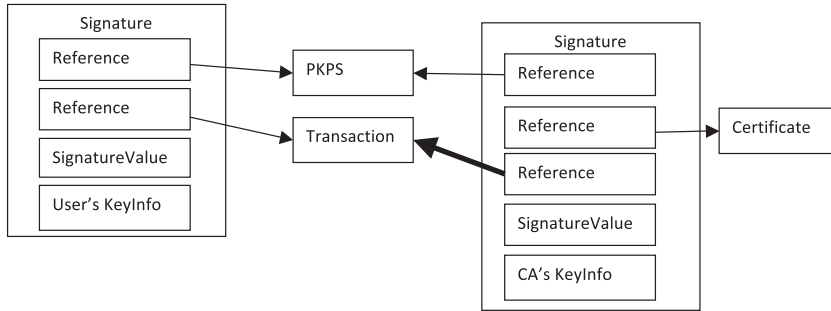 Signature
Reference
Reference
SignatureValue
User’s KeyInfo
PKPS
Transaction
Signature
Reference
Reference
Reference
SignatureValue
CA’s KeyInfo
Certificate